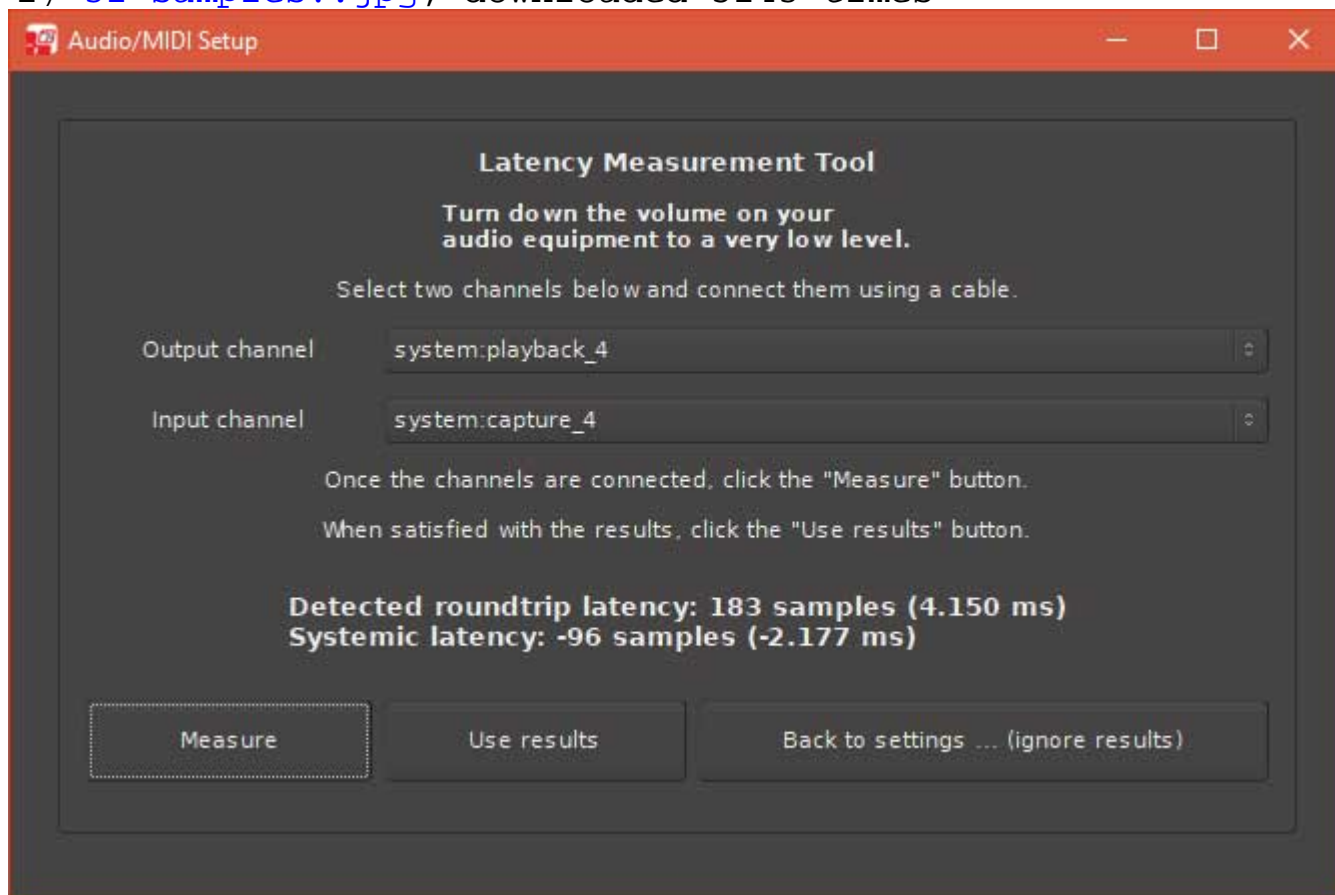 Audio/MIDI Setup
Latency Measurement Tool
Turn down the volume on your
audio equipment to a very low level.
Select two channels below and connect them using a cable.
Output channel system:playback_4
Input channel system:capture_4
Once the channels are connected, click the "Measure" button.
When satisfied with the results, click the "Use results" button.
Detected roundtrip latency: 183 samples (4.150 ms)
Systemic latency: -96 samples (-2.177 ms)
Measure Use results Back to settings ... (ignore results)